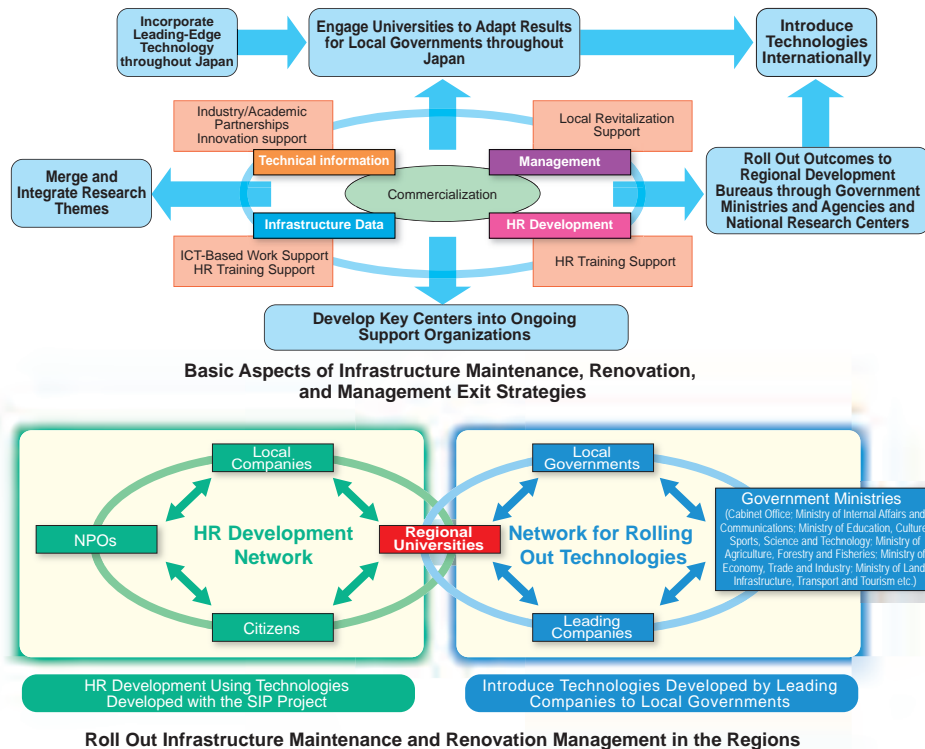 Incorporate
Leading-Edge
Technology
throughout Japan
Engage Universities to Adapt Results
for Local Governments throughout
Japan
Introduce
Technologies
Internationally
Industry/Academic
Partnerships
Innovation support
Local Revitalization
Support
Technical information
Management
Merge and
Integrate Research
Themes
Commercialization
Roll Out Outcomes to
Regional Development
Bureaus through Government
Ministries and Agencies and
National Research Centers
Infrastructure Data
HR Development
ICT-Based Work Support
HR Training Support
HR Training Support
Develop Key Centers into Ongoing
Support Organizations
Basic Aspects of Infrastructure Maintenance, Renovation,
and Management Exit Strategies
Local
Companies
Local
Governments
NPOs
HR Development
Network
Regional
Universities
Network for Rolling
Out Technologies
Government Ministries
(Cabinet Office: Ministry of Internal Affairs and
Communications: Ministry of Education, Culture,
Sports, Science and Technology: Ministry of
Agriculture, Forestry and Fisheries: Ministry of
Economy, Trade and Industry: Ministry of Land,
Infrastructure, Transport and Tourism etc.)
Citizens
Leading
Companies
HR Development Using Technologies
Developed with the SIP Project
Introduce Technologies Developed by Leading
Companies to Local Governments
Roll Out Infrastructure Maintenance and Renovation Management in the Regions